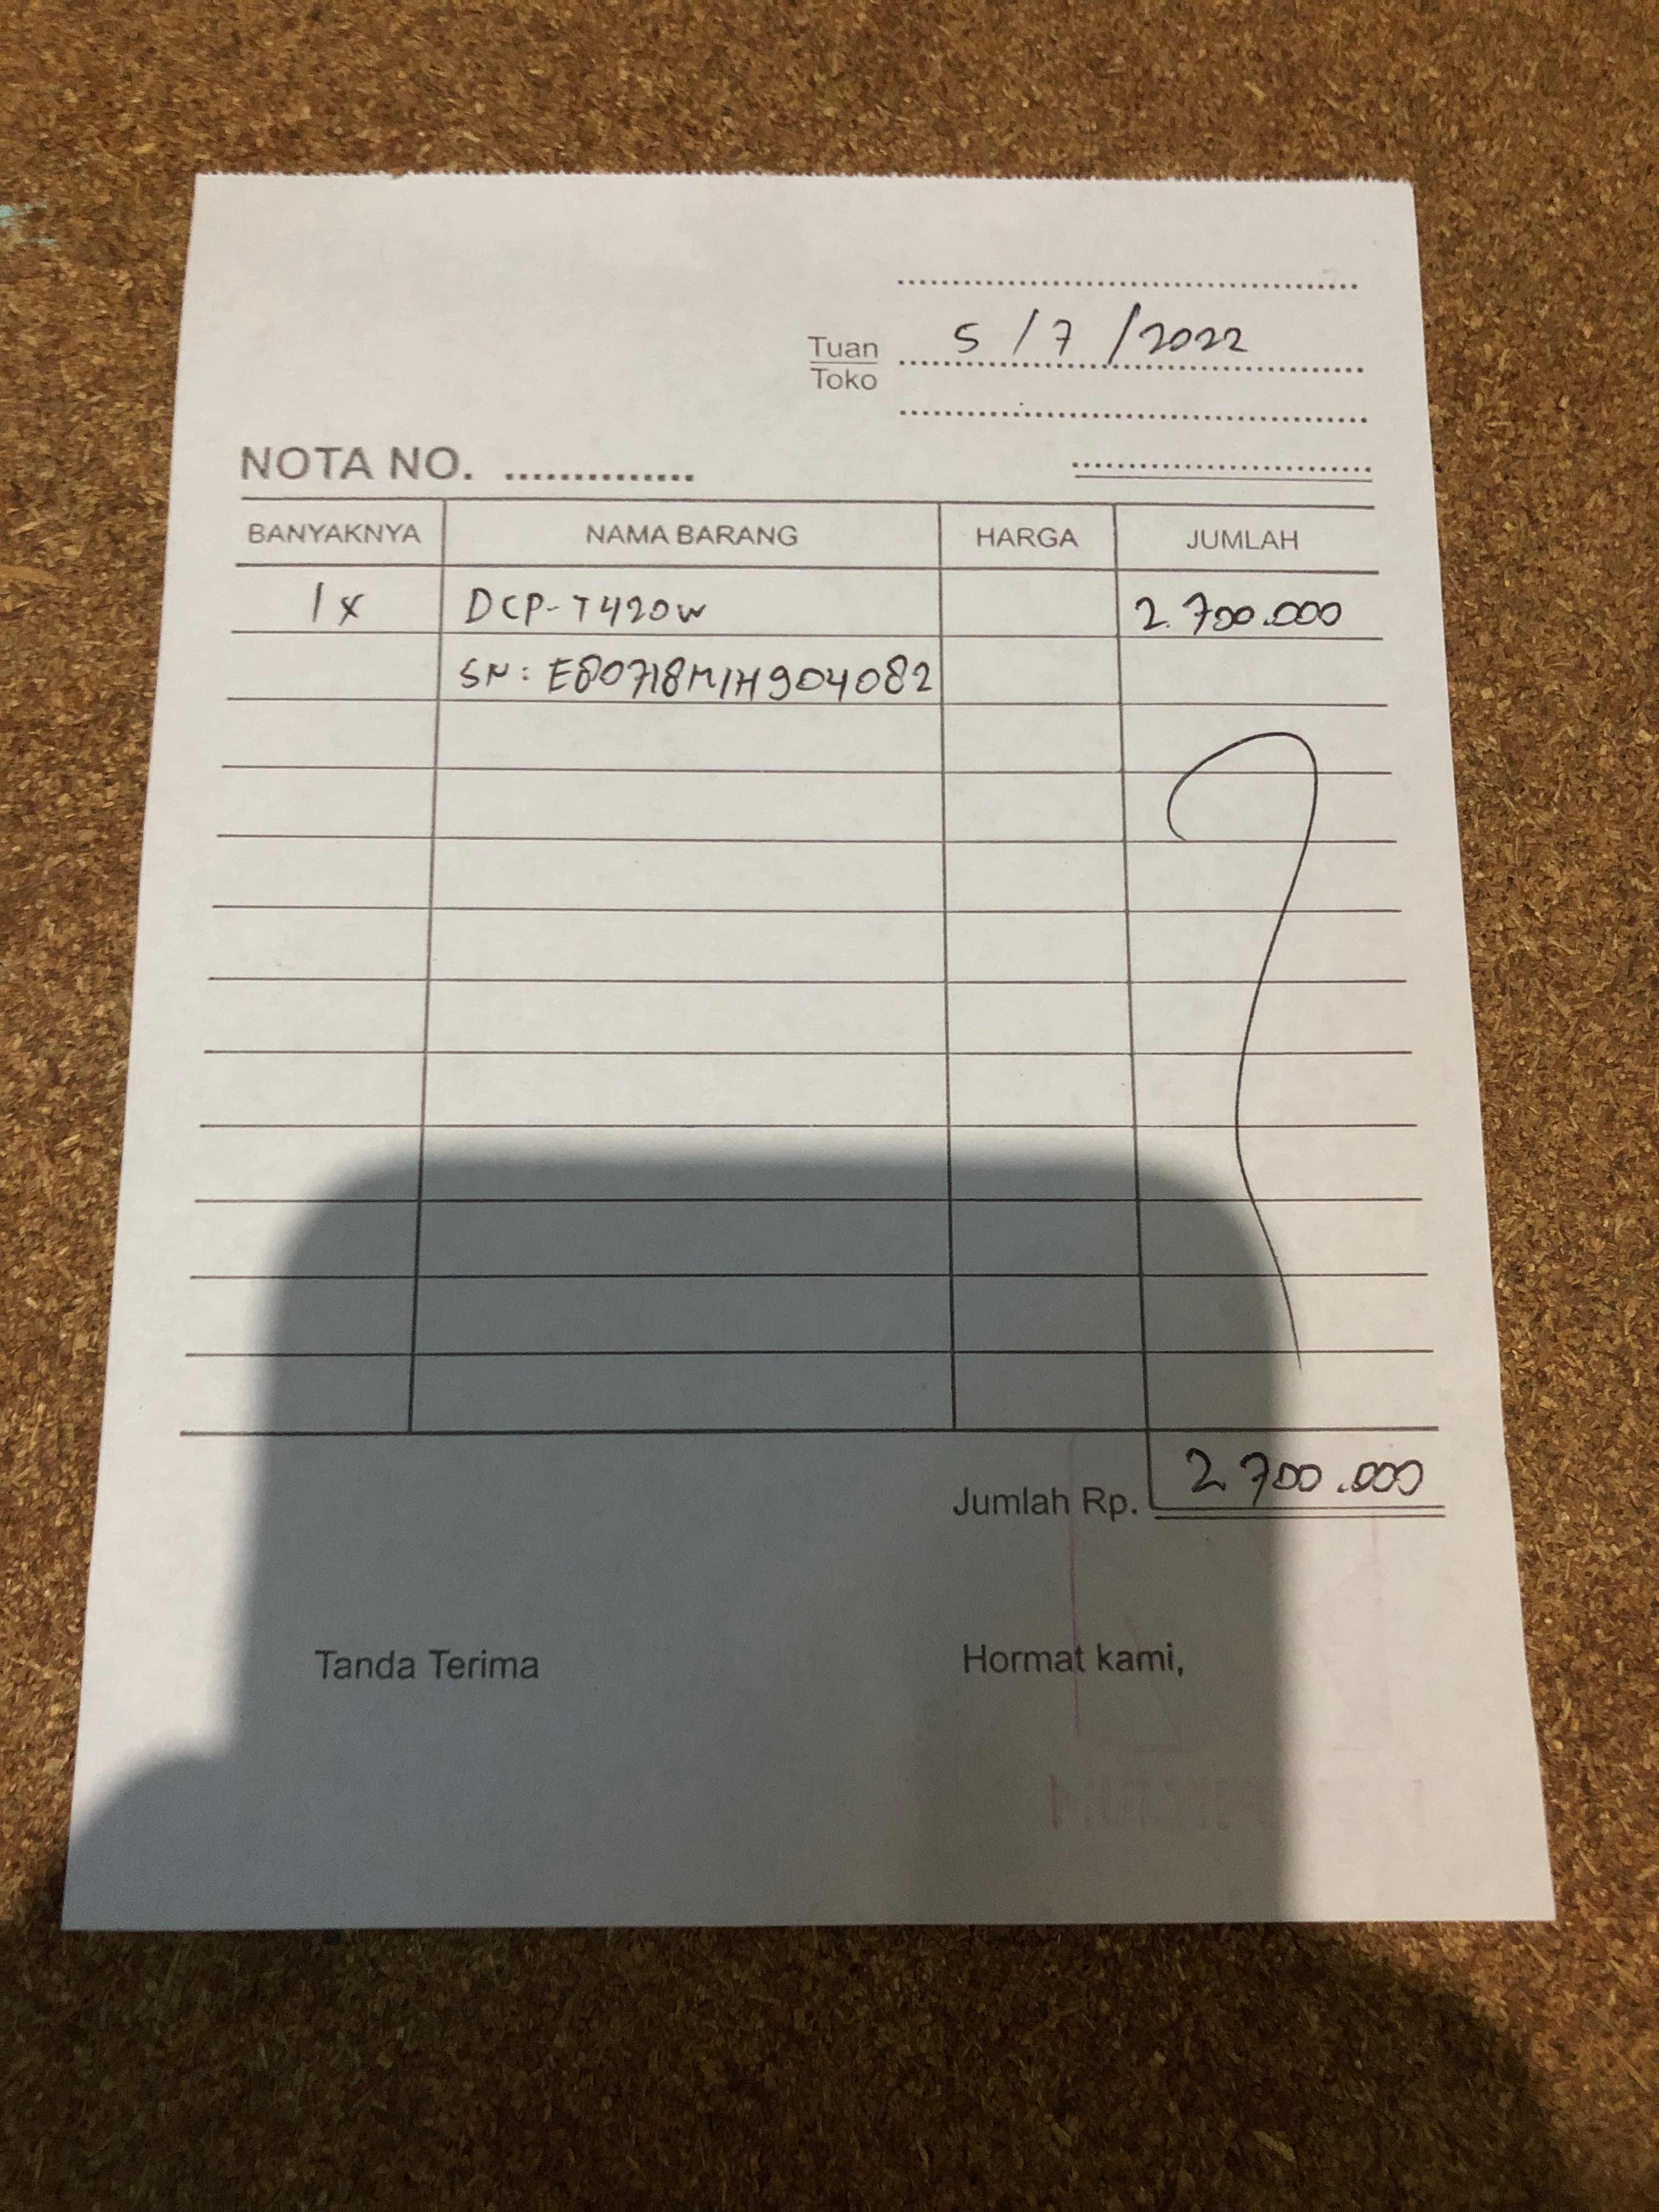 5/7/2022
Tuan
Toko
NOTA NO.
BANYAKNYA NAMA BARANG HARGA JUMLAH
1x DCP-T420W 2.700.000
SN: E80718M1H904082
Jumlah Rp. 2 700.000
Tanda Terima Hormat kami,